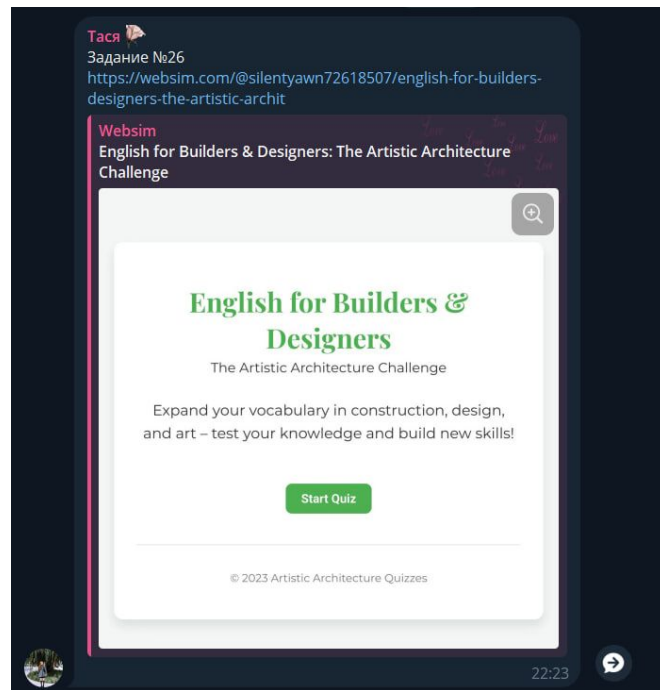 Тася
Задание №26
https://websim.com/@silentyawn72618507/english-for-builders-
designers-the-artistic-archit
Websim
English for Builders & Designers: The Artistic Architecture
Challenge
English for Builders &
Designers
The Artistic Architecture Challenge
Expand your vocabulary in construction, design,
and art – test your knowledge and build new skills!
Start Quiz
© 2023 Artistic Architecture Quizzes
22:23